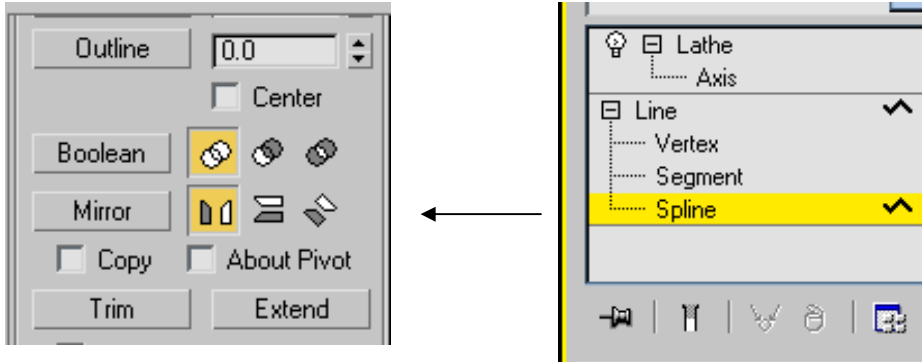 Outline 0.0
Center
Boolean
Mirror
Copy About Pivot
Trim Extend
Lathe
Axis
Line
Vertex
Segment
Spline